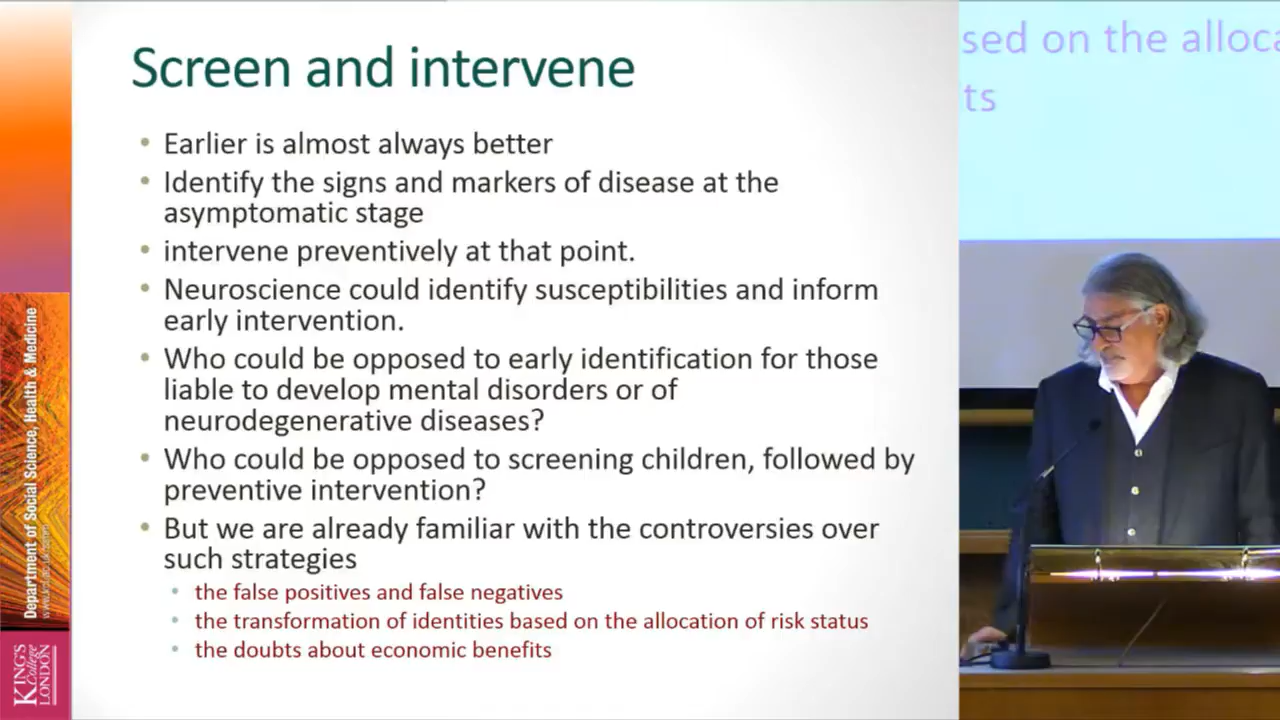 Screen and intervene
• Earlier is almost always better
• Identify the signs and markers of disease at the
asymptomatic stage
• intervene preventively at that point.
• Neuroscience could identify susceptibilities and inform
early intervention.
• Who could be opposed to early identification for those
liable to develop mental disorders or of
neurodegenerative diseases?
• Who could be opposed to screening children, followed by
preventive intervention?
• But we are already familiar with the controversies over
such strategies
• the false positives and false negatives
• the transformation of identities based on the allocation of risk status
• the doubts about economic benefits
Department of Social Science, Health & Medicine
KING'S
College
LONDON
sed on the alloca
ts